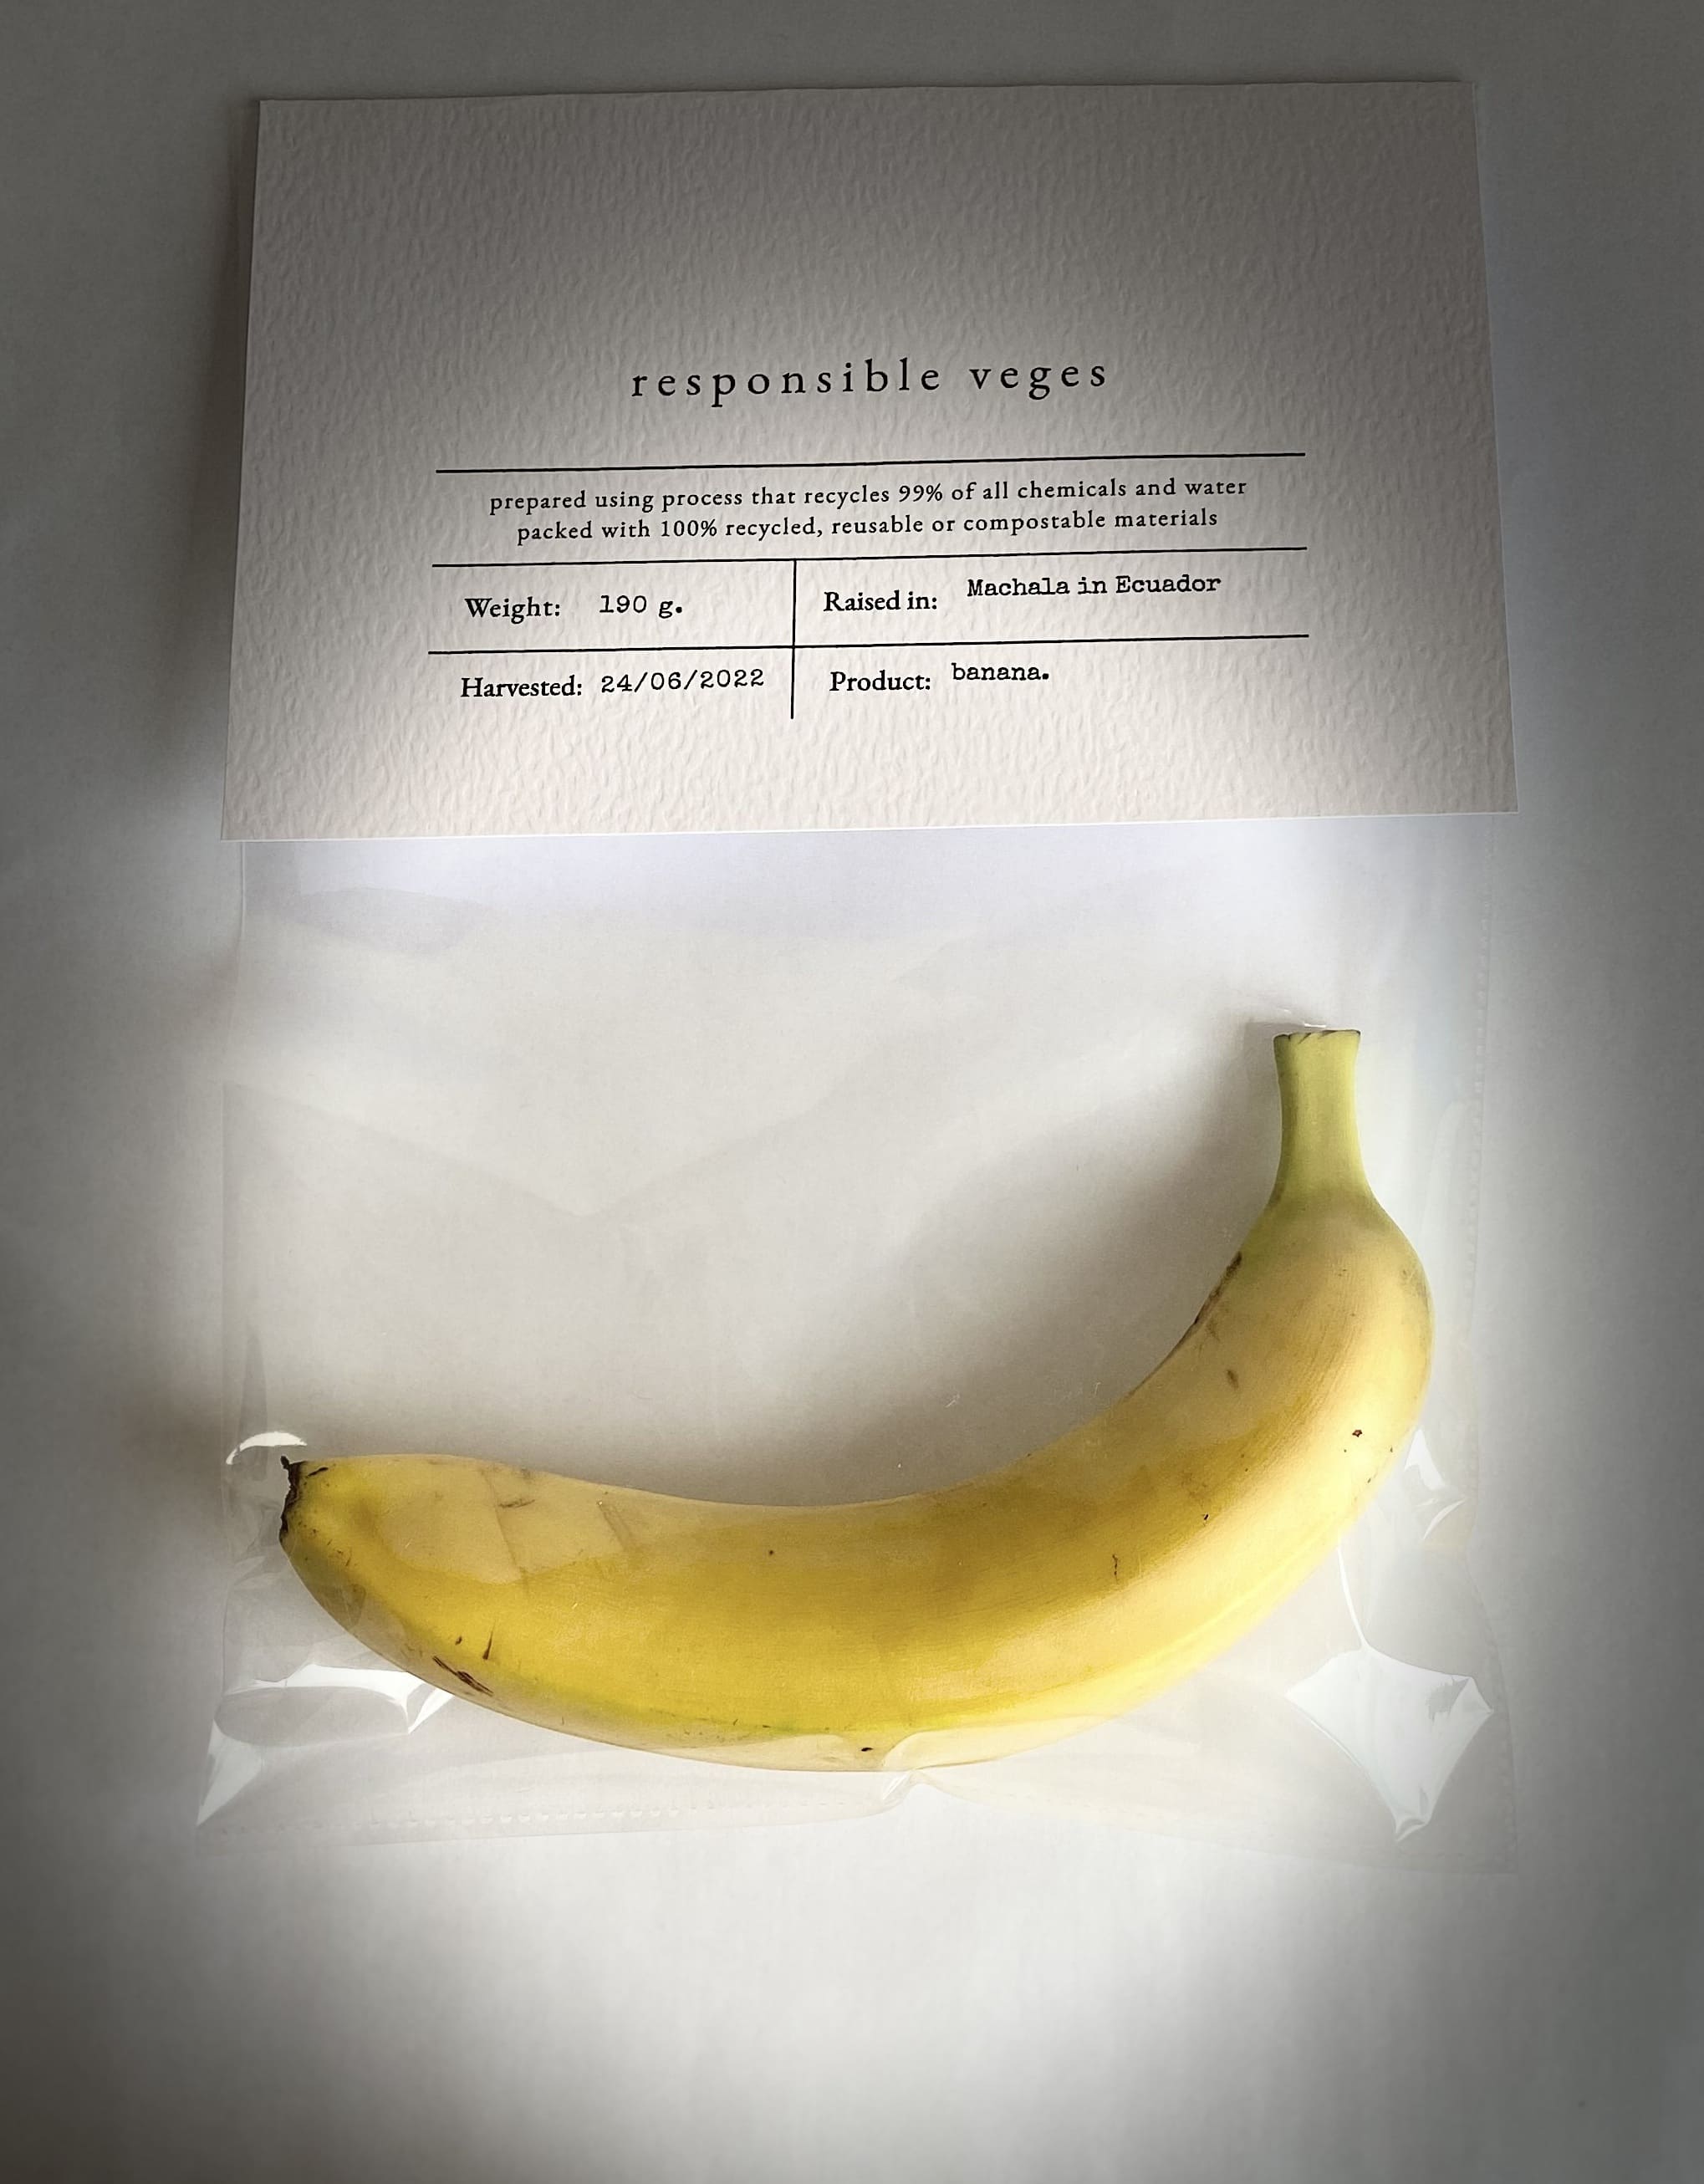 responsible veges
prepared using process that recycles 99% of all chemicals and water
packed with 100% recycled, reusable or compostable materials
Weight: 190 g.
Raised in: Machala in Ecuador
Harvested: 24/06/2022
Product: banana.